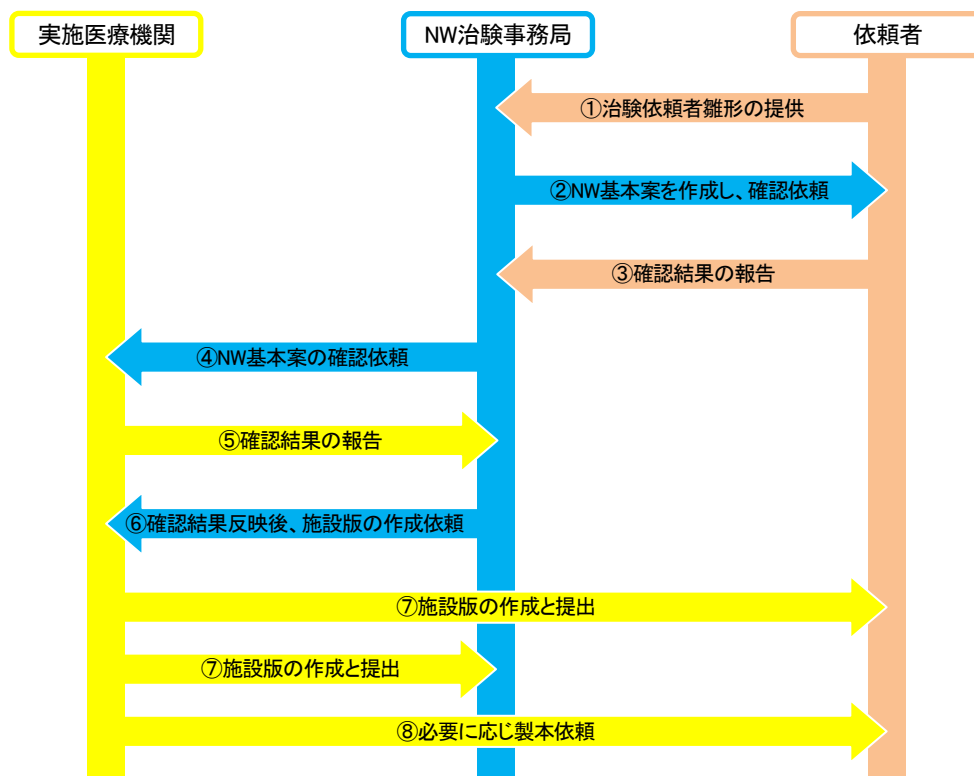 実施医療機関
NW治験事務局
依頼者
①治験依頼者雛形の提供
②NW基本案を作成し、確認依頼
③確認結果の報告
④NW基本案の確認依頼
⑤確認結果の報告
⑥確認結果反映後、施設版の作成依頼
⑦施設版の作成と提出
⑦施設版の作成と提出
⑧必要に応じ製本依頼